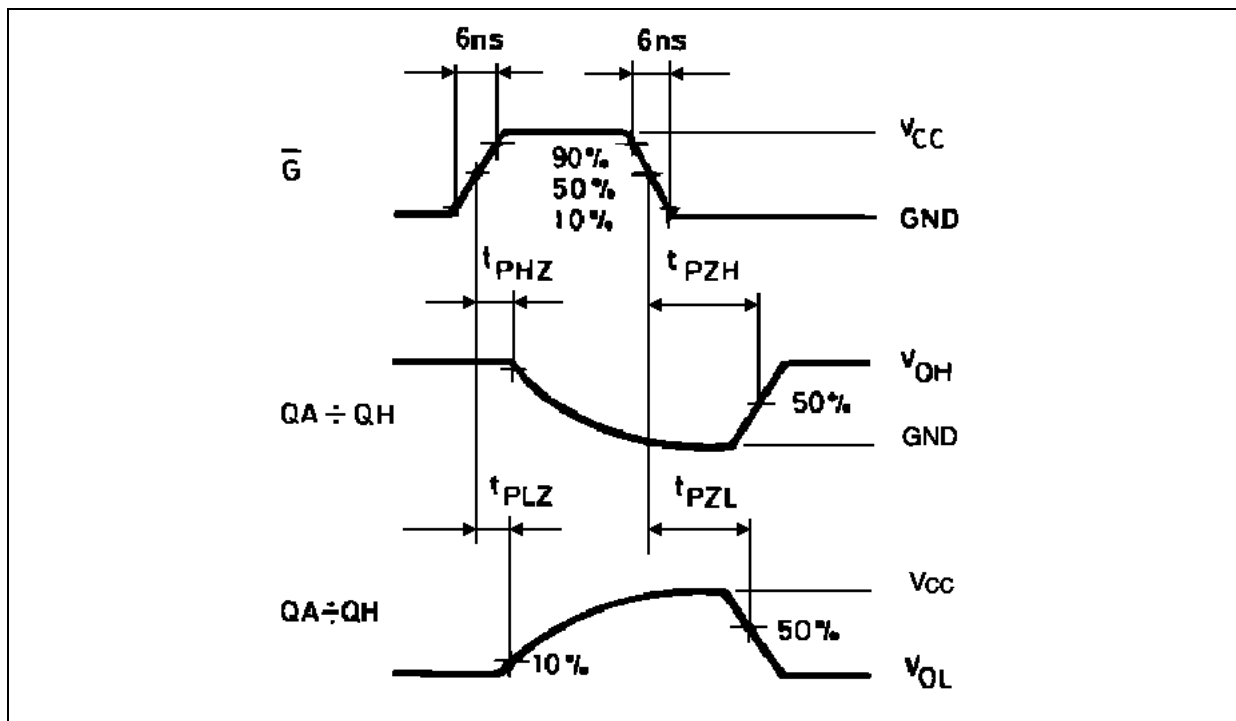 6ns 6ns
G̅
90%
50%
10%
VCC
GND
tPHZ tPZH
QA ÷ QH
50%
VOH
GND
tPLZ tPZL
QA÷QH
10%
50%
VCC
VOL